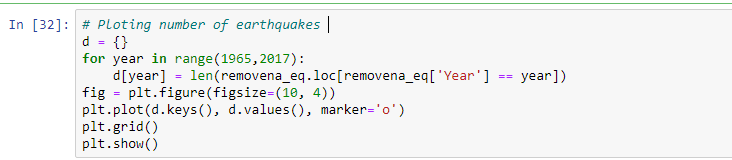 In [32]: # Ploting number of earthquakes
d = {}
for year in range(1965,2017):
    d[year] = len(removena_eq.loc[removena_eq['Year'] == year])
fig = plt.figure(figsize=(10, 4))
plt.plot(d.keys(), d.values(), marker='o')
plt.grid()
plt.show()